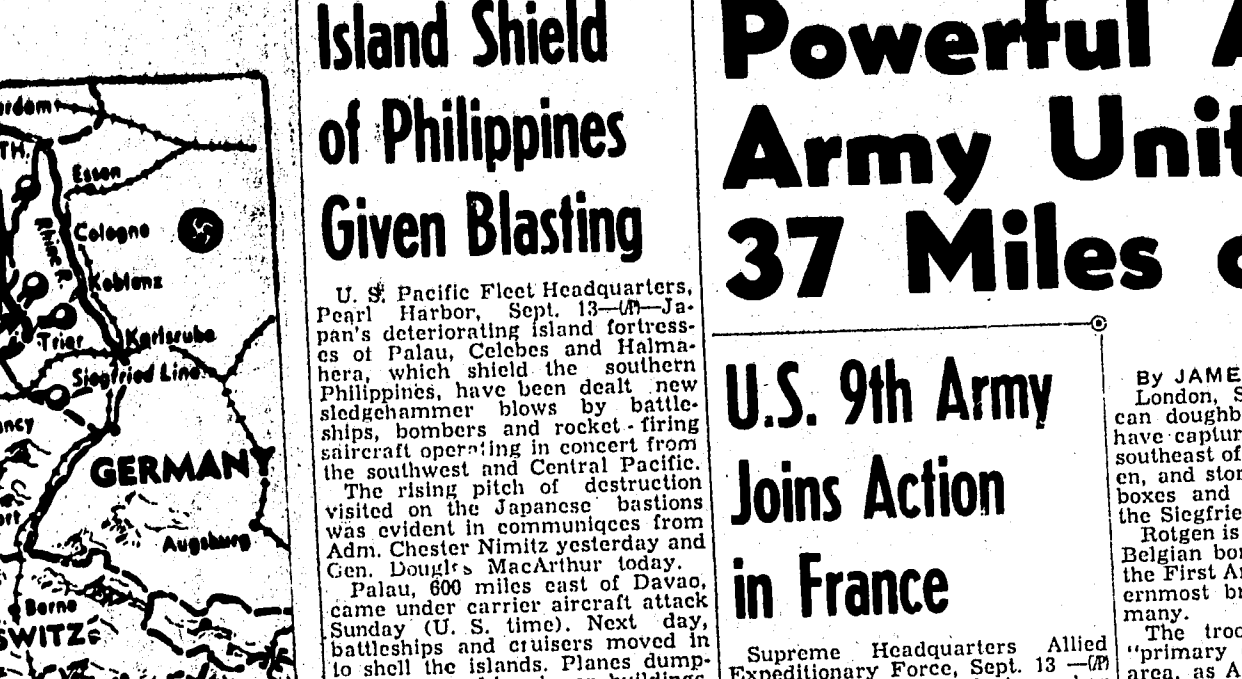 TH.
Essen
Cologne
Rhine R.
Koblenz
Trier
Karlsruhe
Siegfried Line
GERMANY
Augsburg
Berne
SWITZ
Island Shield
of Philippines
Given Blasting
U. S. Pacific Fleet Headquarters,
Pearl Harbor, Sept. 13—(AP)—Ja-
pan's deteriorating island fortress-
es of Palau, Celebes and Halma-
hera, which shield the southern
Philippines, have been dealt new
sledgehammer blows by battle-
ships, bombers and rocket-firing
saircraft operating in concert from
the southwest and Central Pacific.
The rising pitch of destruction
visited on the Japanese bastions
was evident in communiqces from
Adm. Chester Nimitz yesterday and
Gen. Douglas MacArthur today.
Palau, 600 miles east of Davao,
came under carrier aircraft attack
Sunday (U. S. time). Next day,
battleships and cruisers moved in
to shell the islands. Planes dump-
Powerful A
Army Unit
37 Miles
U.S. 9th Army
Joins Action
in France
Supreme Headquarters Allied
Expeditionary Force, Sept. 13 —(AP)
By JAME
London, S
can doughb
have captur
southeast of
en, and stor
boxes and
the Siegfrie
Rotgen is
Belgian bor
the First Ar
ernmost br
many.
The troo
"primary
area, as A